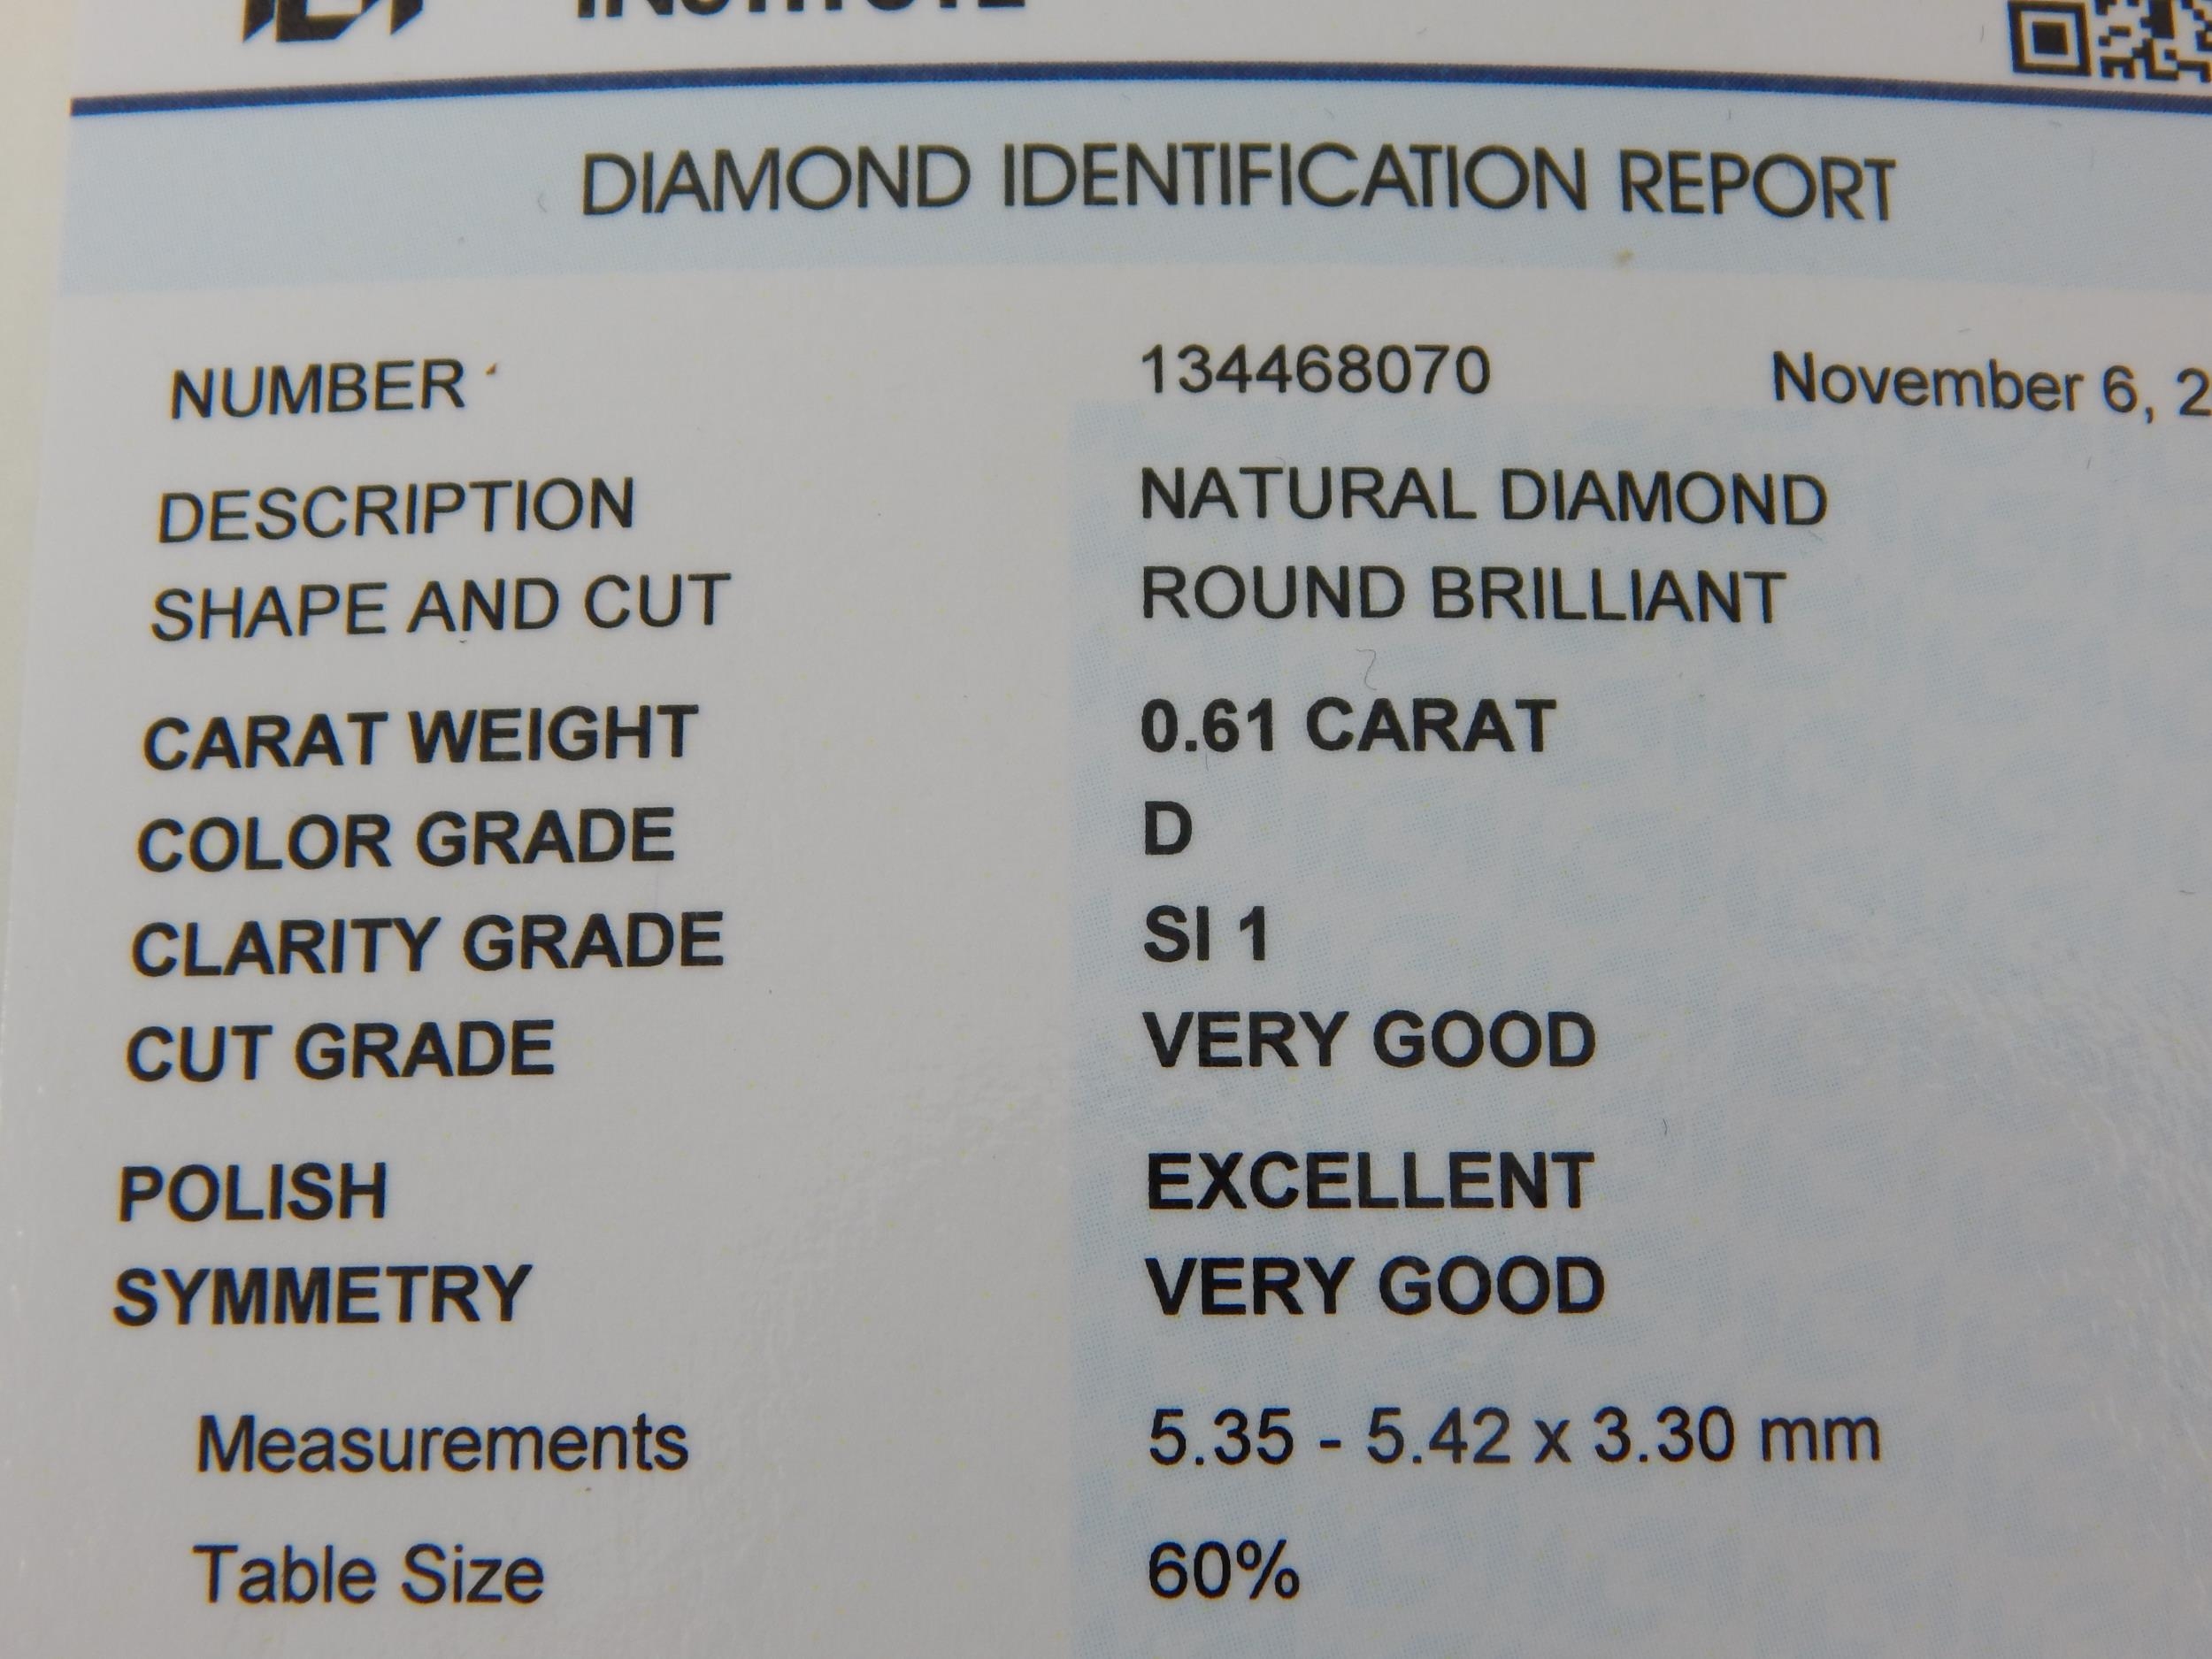 DIAMOND IDENTIFICATION REPORT
NUMBER 134468070 November 6, 2
DESCRIPTION NATURAL DIAMOND
SHAPE AND CUT ROUND BRILLIANT
CARAT WEIGHT 0.61 CARAT
COLOR GRADE D
CLARITY GRADE SI 1
CUT GRADE VERY GOOD
POLISH EXCELLENT
SYMMETRY VERY GOOD
Measurements 5.35 - 5.42 x 3.30 mm
Table Size 60%